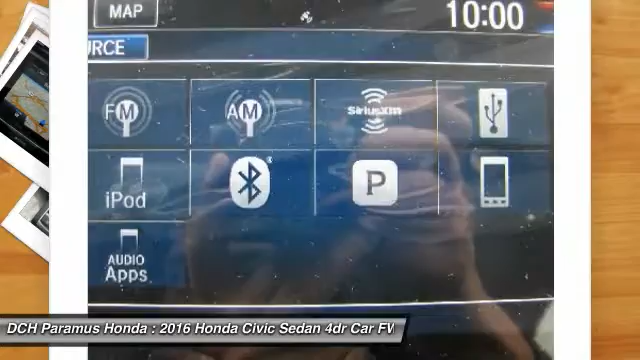 MAP
10:00
URCE
FM
AM
SiriusXM
iPod
P
AUDIO
Apps
DCH Paramus Honda : 2016 Honda Civic Sedan 4dr Car FW